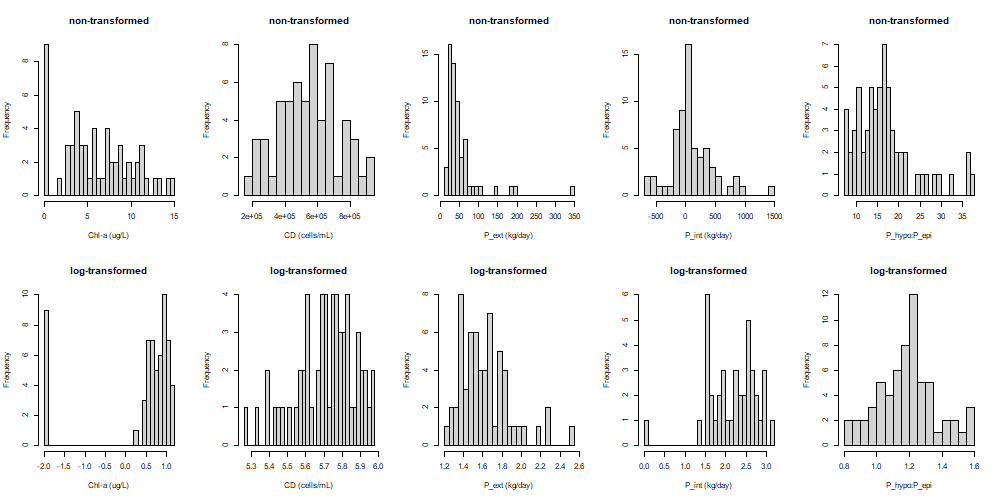 non-transformed non-transformed non-transformed non-transformed non-transformed
Frequency 0 2 4 6 8
0 5 10 15
Chl-a (ug/L)
Frequency 0 2 4 6 8
2e+05 4e+05 6e+05 8e+05
CD (cells/mL)
Frequency 0 5 10 15
0 50 100 150 200 250 300 350
P_ext (kg/day)
Frequency 0 5 10 15
-500 0 500 1000 1500
P_int (kg/day)
Frequency 0 1 2 3 4 5 6 7
10 15 20 25 30 35
P_hypo:P_epi
log-transformed log-transformed log-transformed log-transformed log-transformed
Frequency 0 2 4 6 8 10
-2.0 -1.5 -1.0 -0.5 0.0 0.5 1.0
Chl-a (ug/L)
Frequency 0 1 2 3 4
5.3 5.4 5.5 5.6 5.7 5.8 5.9 6.0
CD (cells/mL)
Frequency 0 2 4 6 8
1.2 1.4 1.6 1.8 2.0 2.2 2.4 2.6
P_ext (kg/day)
Frequency 0 1 2 3 4 5 6
0.0 0.5 1.0 1.5 2.0 2.5 3.0
P_int (kg/day)
Frequency 0 2 4 6 8 10 12
0.8 1.0 1.2 1.4 1.6
P_hypo:P_epi